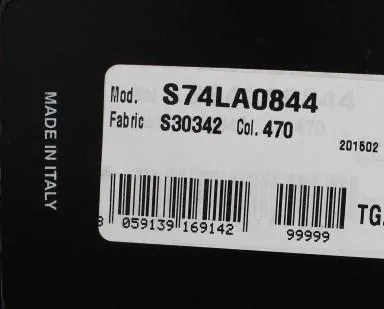 MADE IN ITALY
Mod. S74LA0844
Fabric S30342 Col. 470
201502
8 059139 169142
99999
TG.